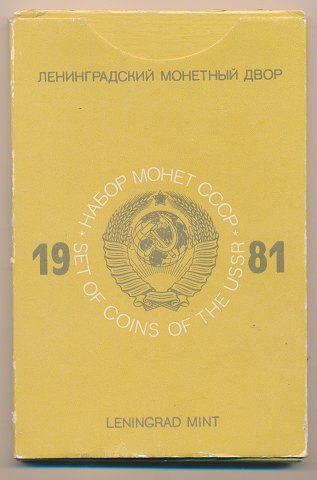 ЛЕНИНГРАДСКИЙ МОНЕТНЫЙ ДВОР
* НАБОР МОНЕТ СССР *
19 81
SET OF COINS OF THE USSR
LENINGRAD MINT